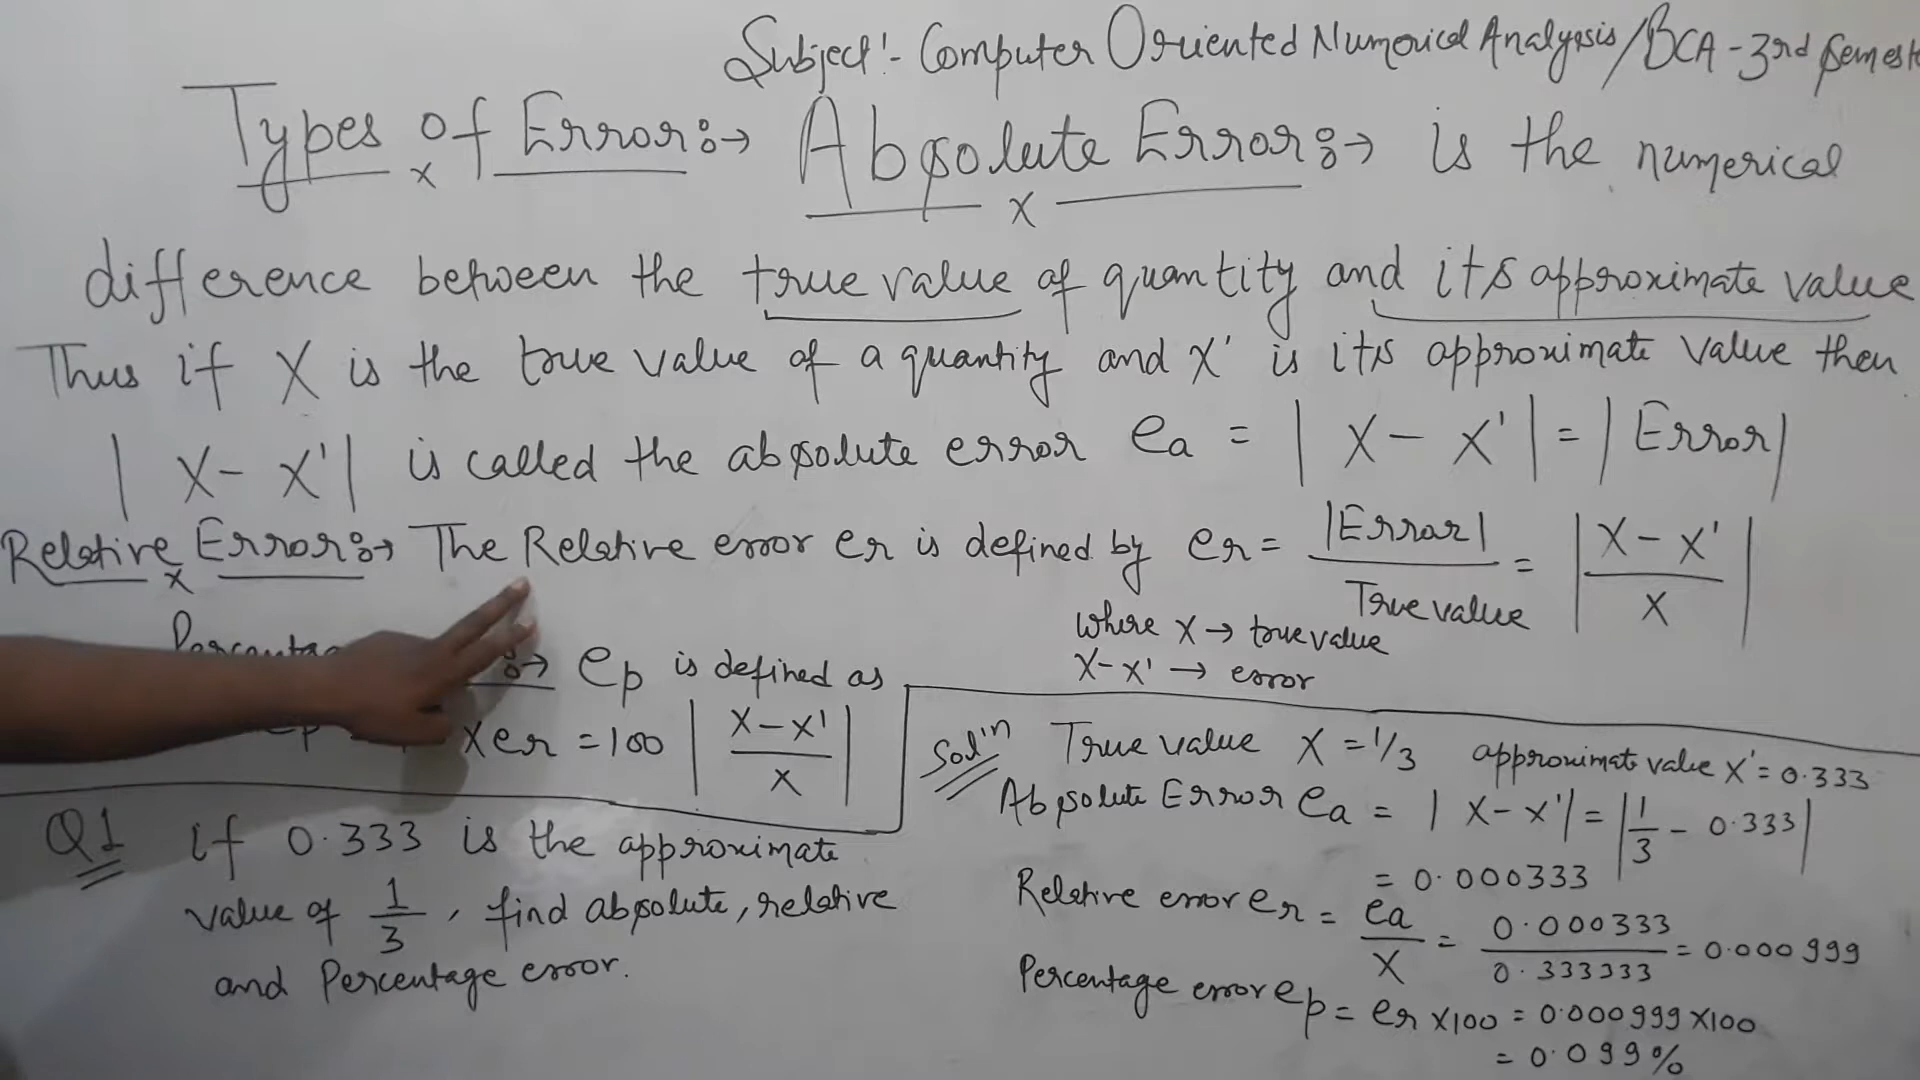 Subject:- Computer Oriented Numerical Analysis/BCA-3rd Semest
Types of Error:→ Absolute Error:→ is the numerical
difference between the true value of quantity and its approximate value
Thus if X is the true value of a quantity and X' is its approximate value then
|X-X'| is called the absolute error ea = |X-X'| = |Error|
Relative Error:→ The Relative error er is defined by er = |Error| / True value = |X-X' / X|
where X → true value
X-X' → error
:→ ep is defined as
xer = 100 |X-X' / X|
Q1 if 0.333 is the approximate
value of 1/3, find absolute, relative
and Percentage error.
Sol'n True value X = 1/3 approximate value X' = 0.333
Absolute Error ea = |X-X'| = |1/3 - 0.333|
= 0.000333
Relative error er = ea/X = 0.000333 / 0.333333 = 0.000999
Percentage error ep = er x100 = 0.000999 x100
= 0.099%